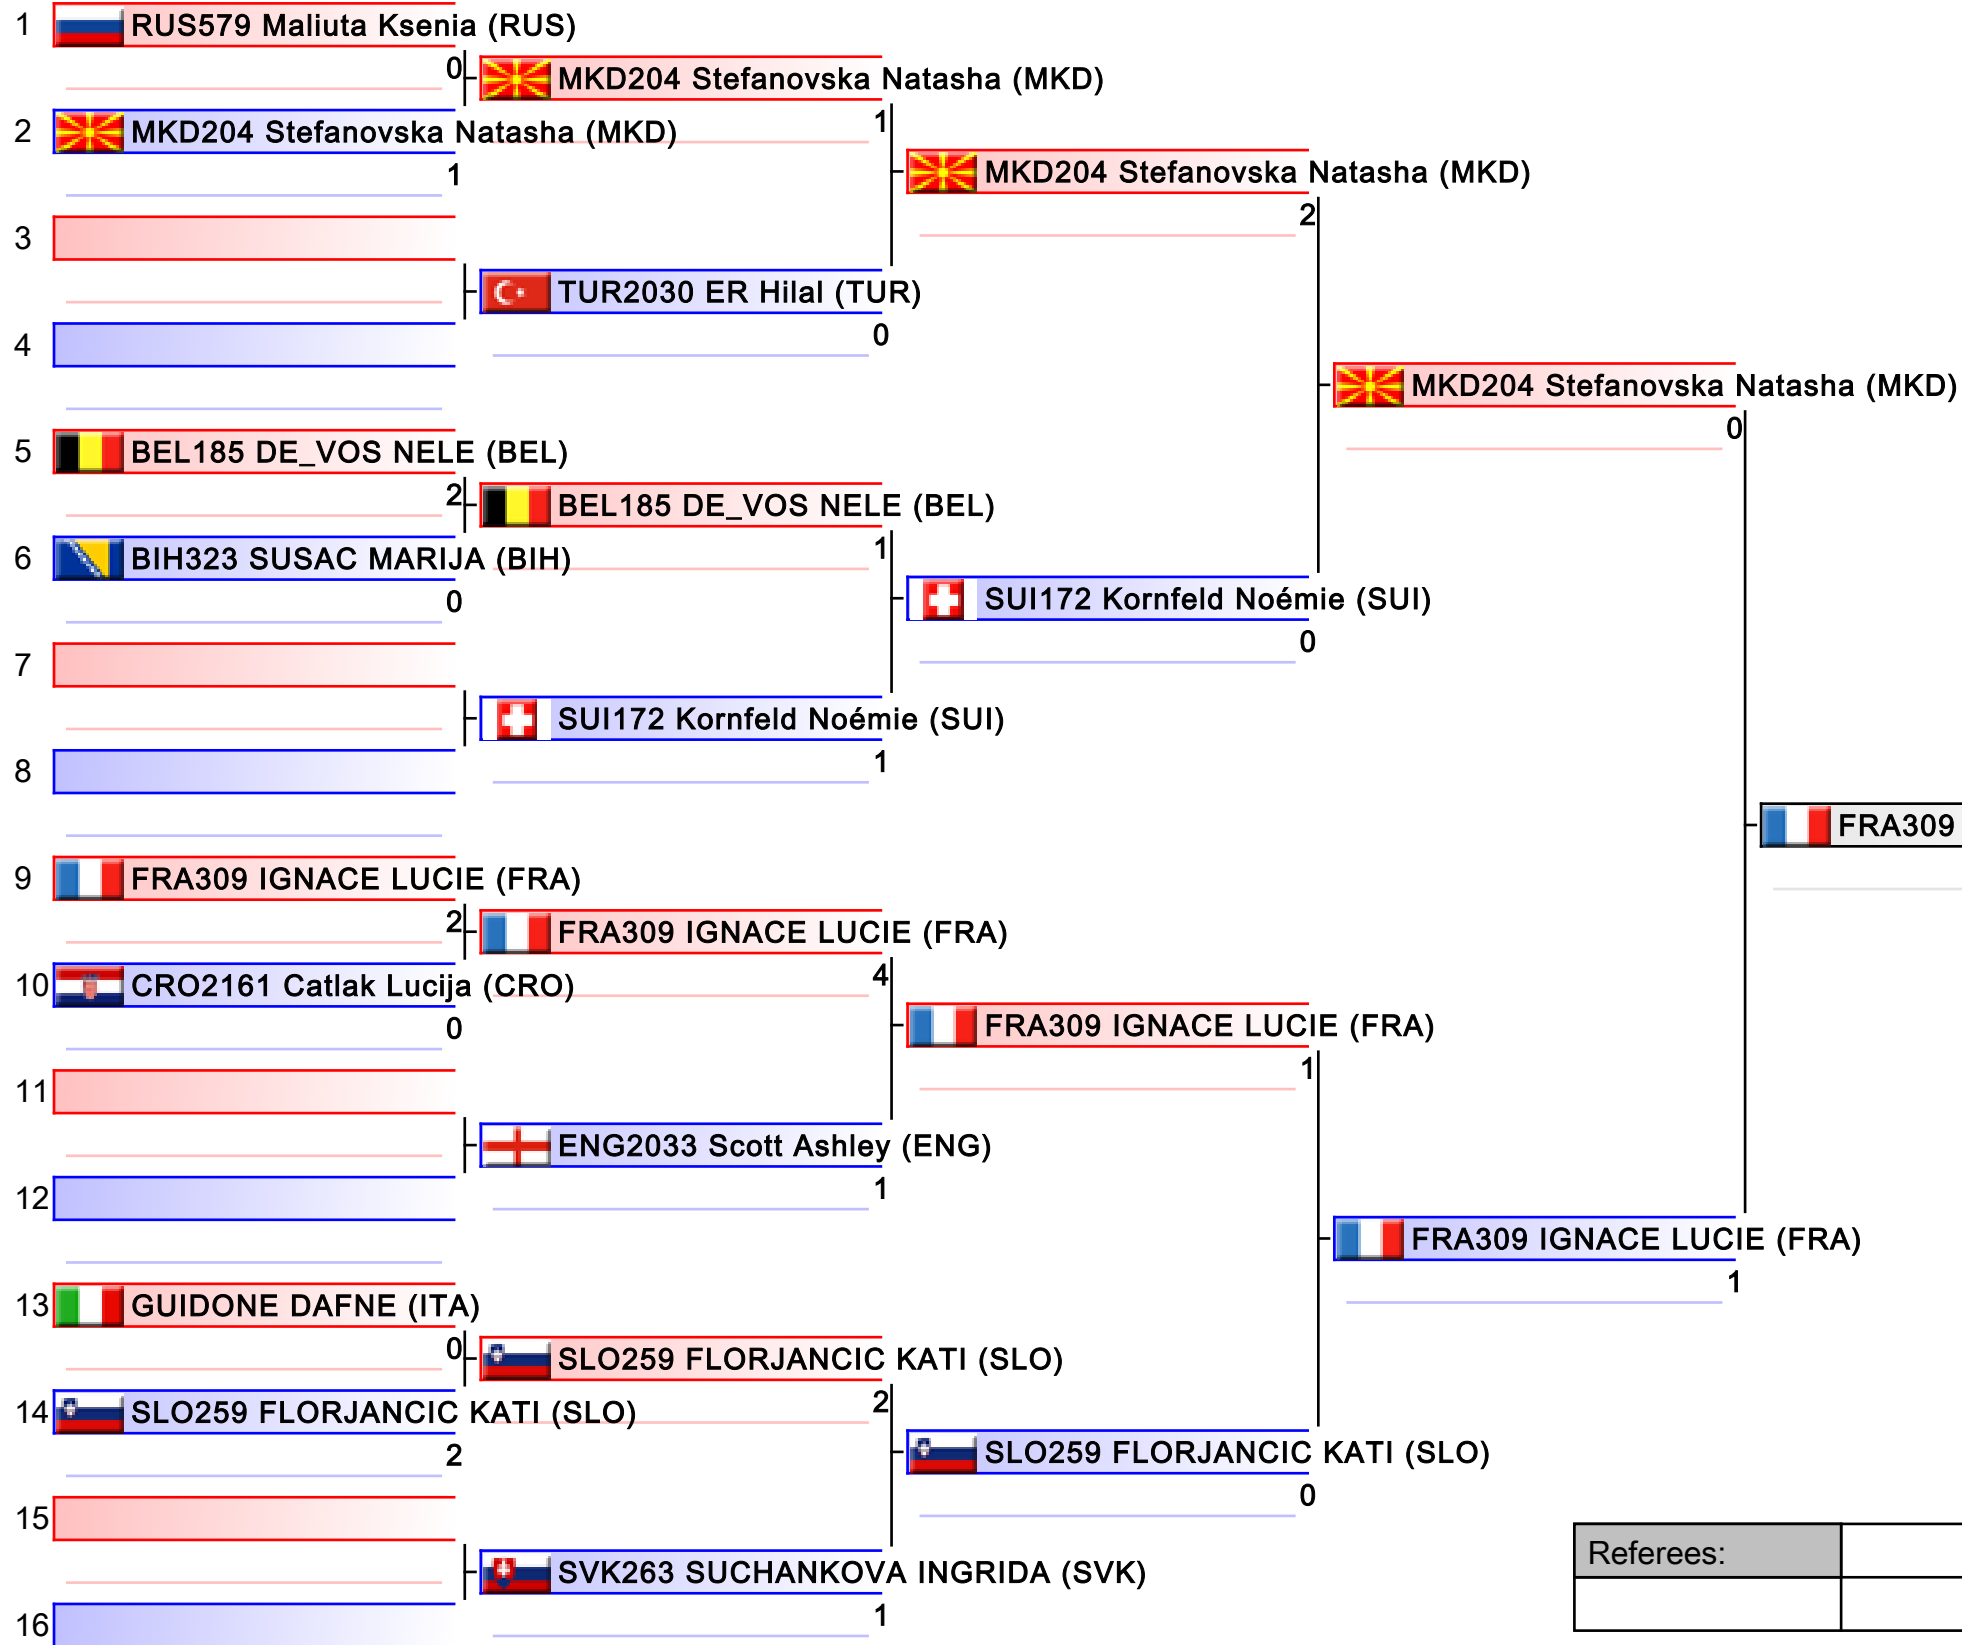 1 RUS579 Maliuta Ksenia (RUS)
0
MKD204 Stefanovska Natasha (MKD)
1
2 MKD204 Stefanovska Natasha (MKD)
1
MKD204 Stefanovska Natasha (MKD)
2
3
TUR2030 ER Hilal (TUR)
0
4
MKD204 Stefanovska Natasha (MKD)
0
5 BEL185 DE_VOS NELE (BEL)
2
BEL185 DE_VOS NELE (BEL)
1
6 BIH323 SUSAC MARIJA (BIH)
0
SUI172 Kornfeld Noémie (SUI)
0
7
SUI172 Kornfeld Noémie (SUI)
1
8
FRA309
9 FRA309 IGNACE LUCIE (FRA)
2
FRA309 IGNACE LUCIE (FRA)
4
10 CRO2161 Catlak Lucija (CRO)
0
FRA309 IGNACE LUCIE (FRA)
1
11
ENG2033 Scott Ashley (ENG)
1
12
FRA309 IGNACE LUCIE (FRA)
1
13 GUIDONE DAFNE (ITA)
0
SLO259 FLORJANCIC KATI (SLO)
2
14 SLO259 FLORJANCIC KATI (SLO)
2
SLO259 FLORJANCIC KATI (SLO)
0
15
SVK263 SUCHANKOVA INGRIDA (SVK)
1
16
Referees: